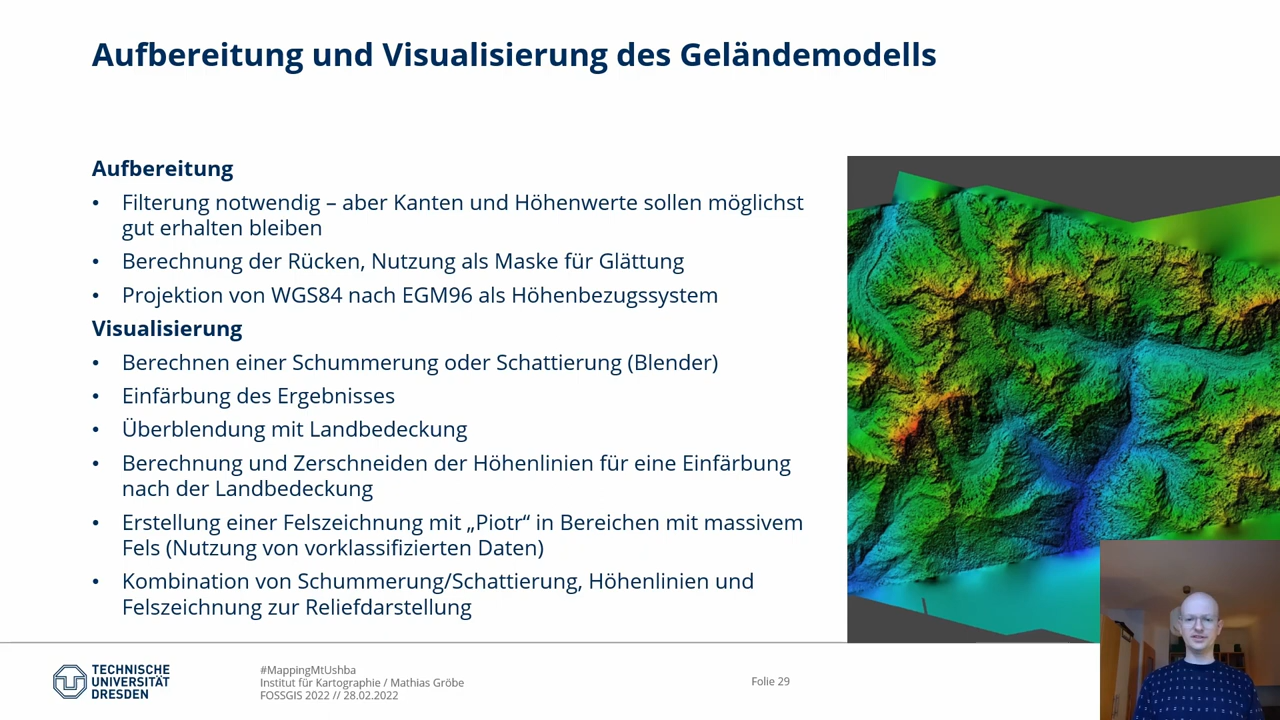 Aufbereitung und Visualisierung des Geländemodells
Aufbereitung
• Filterung notwendig – aber Kanten und Höhenwerte sollen möglichst
gut erhalten bleiben
• Berechnung der Rücken, Nutzung als Maske für Glättung
• Projektion von WGS84 nach EGM96 als Höhenbezugssystem
Visualisierung
• Berechnen einer Schummerung oder Schattierung (Blender)
• Einfärbung des Ergebnisses
• Überblendung mit Landbedeckung
• Berechnung und Zerschneiden der Höhenlinien für eine Einfärbung
nach der Landbedeckung
• Erstellung einer Felszeichnung mit „Piotr“ in Bereichen mit massivem
Fels (Nutzung von vorklassifizierten Daten)
• Kombination von Schummerung/Schattierung, Höhenlinien und
Felszeichnung zur Reliefdarstellung
TECHNISCHE
UNIVERSITÄT
DRESDEN
#MappingMtUshba
Institut für Kartographie / Mathias Gröbe
FOSSGIS 2022 // 28.02.2022
Folie 29